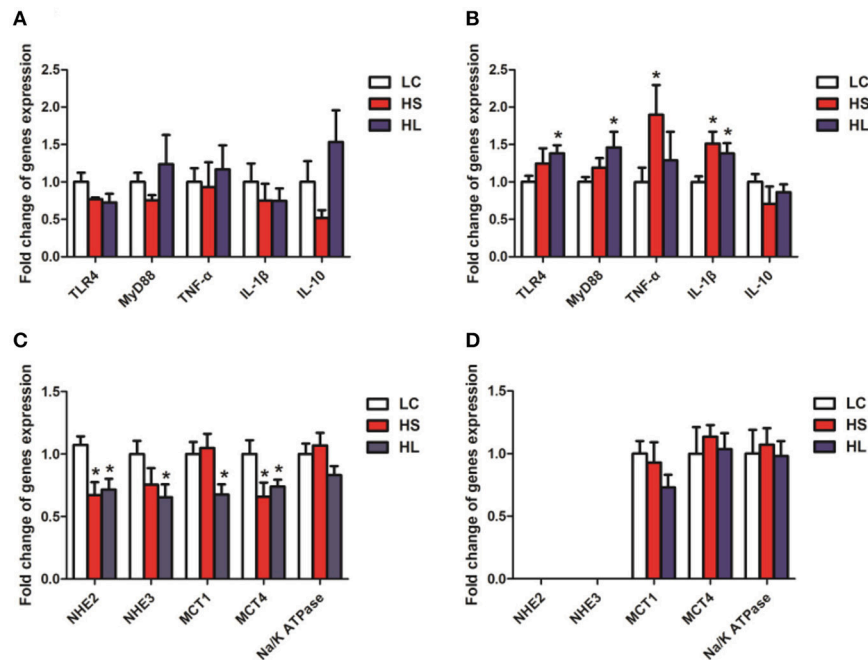 A
Fold change of genes expression
2.5
2.0
1.5
1.0
0.5
0.0
TLR4
MyD88
TNF-α
IL-1β
IL-10
LC
HS
HL
B
Fold change of genes expression
2.5
2.0
1.5
1.0
0.5
0.0
*
*
*
*
*
TLR4
MyD88
TNF-α
IL-1β
IL-10
LC
HS
HL
C
Fold change of genes expression
1.5
1.0
0.5
0.0
* *
*
*
* *
NHE2
NHE3
MCT1
MCT4
Na/K ATPase
LC
HS
HL
D
Fold change of genes expression
1.5
1.0
0.5
0.0
NHE2
NHE3
MCT1
MCT4
Na/K ATPase
LC
HS
HL